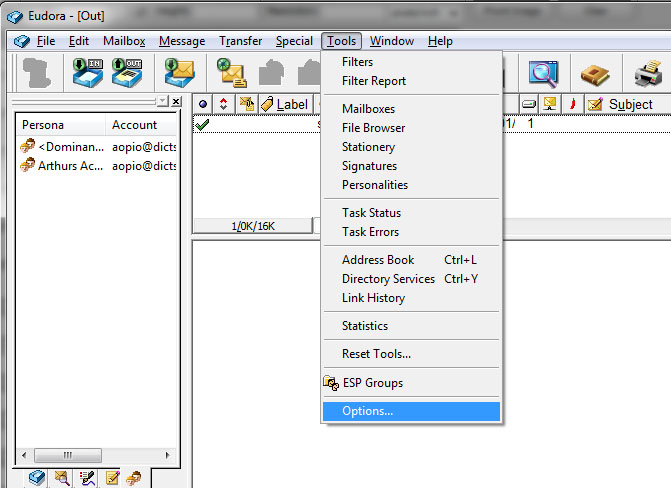 Eudora - [Out]
File Edit Mailbox Message Transfer Special Tools Window Help
IN OUT
Persona Account
<Dominan... aopio@dicts
Arthurs Ac... aopio@dicts
Label Subject
1
1/0K/16K
Filters
Filter Report
Mailboxes
File Browser
Stationery
Signatures
Personalities
Task Status
Task Errors
Address Book Ctrl+L
Directory Services Ctrl+Y
Link History
Statistics
Reset Tools...
ESP Groups
Options...